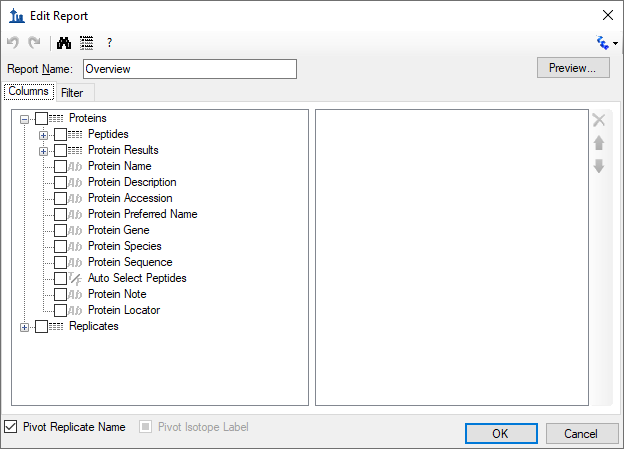 Edit Report
?
Report Name: Overview Preview...
Columns Filter
Proteins
Peptides
Protein Results
Ab Protein Name
Ab Protein Description
Ab Protein Accession
Ab Protein Preferred Name
Ab Protein Gene
Ab Protein Species
Ab Protein Sequence
T/F Auto Select Peptides
Ab Protein Note
Ab Protein Locator
Replicates
Pivot Replicate Name Pivot Isotope Label
OK Cancel